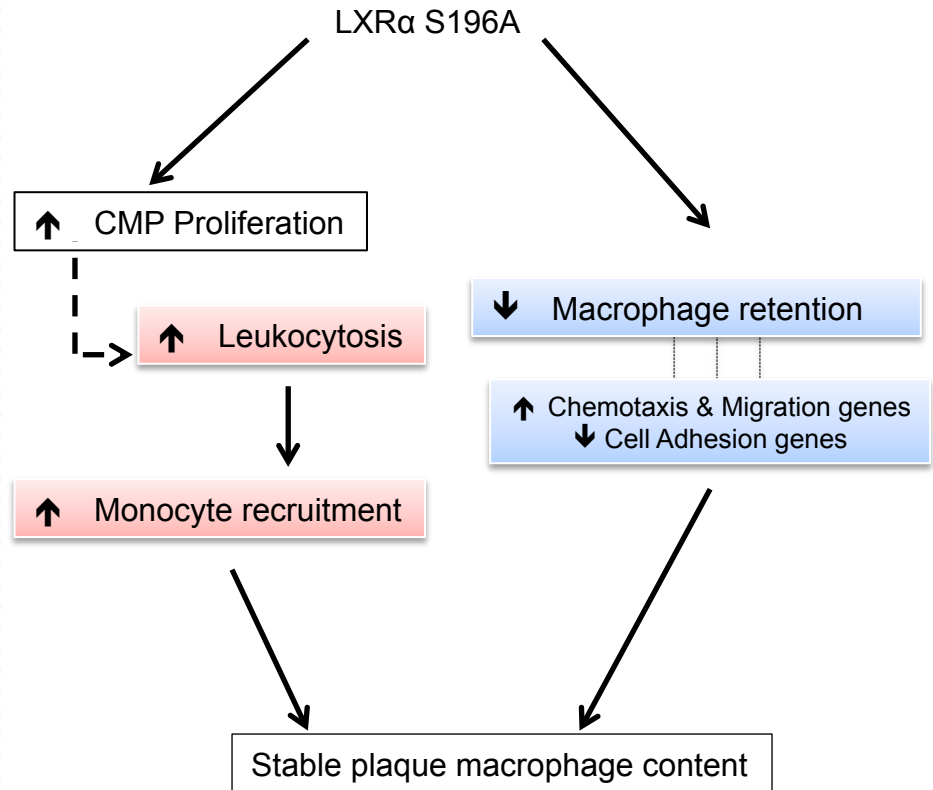 LXRα S196A
🡩 CMP Proliferation
🡩 Leukocytosis
🡩 Monocyte recruitment
🡫 Macrophage retention
🡩 Chemotaxis & Migration genes
🡫 Cell Adhesion genes
Stable plaque macrophage content